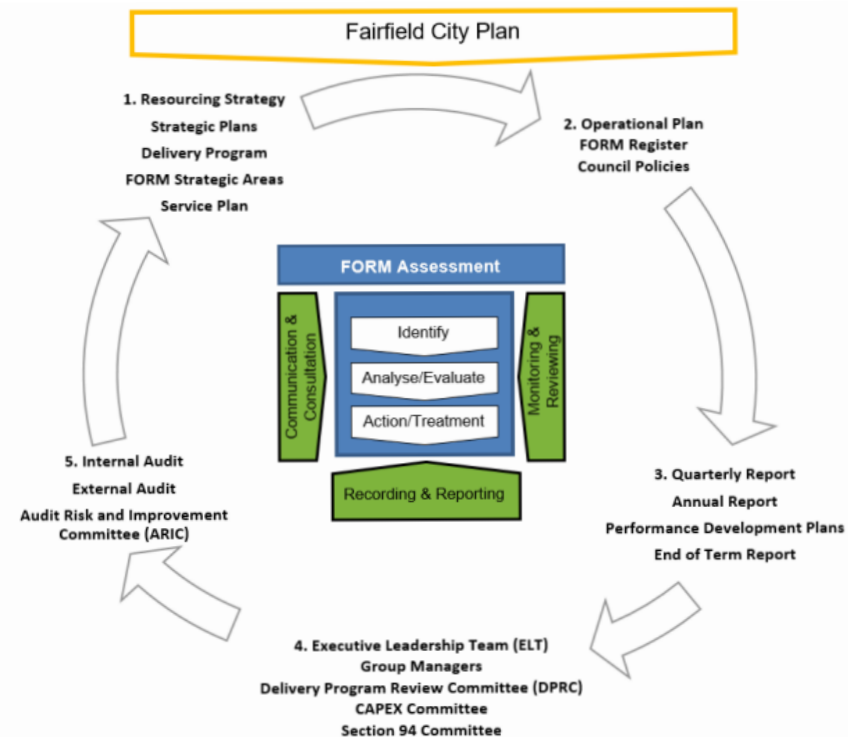 Fairfield City Plan
1. Resourcing Strategy
Strategic Plans
Delivery Program
FORM Strategic Areas
Service Plan
2. Operational Plan
FORM Register
Council Policies
FORM Assessment
Communication &
Consultation
Identify
Analyse/Evaluate
Action/Treatment
Monitoring &
Reviewing
Recording & Reporting
3. Quarterly Report
Annual Report
Performance Development Plans
End of Term Report
4. Executive Leadership Team (ELT)
Group Managers
Delivery Program Review Committee (DPRC)
CAPEX Committee
Section 94 Committee
5. Internal Audit
External Audit
Audit Risk and Improvement
Committee (ARIC)